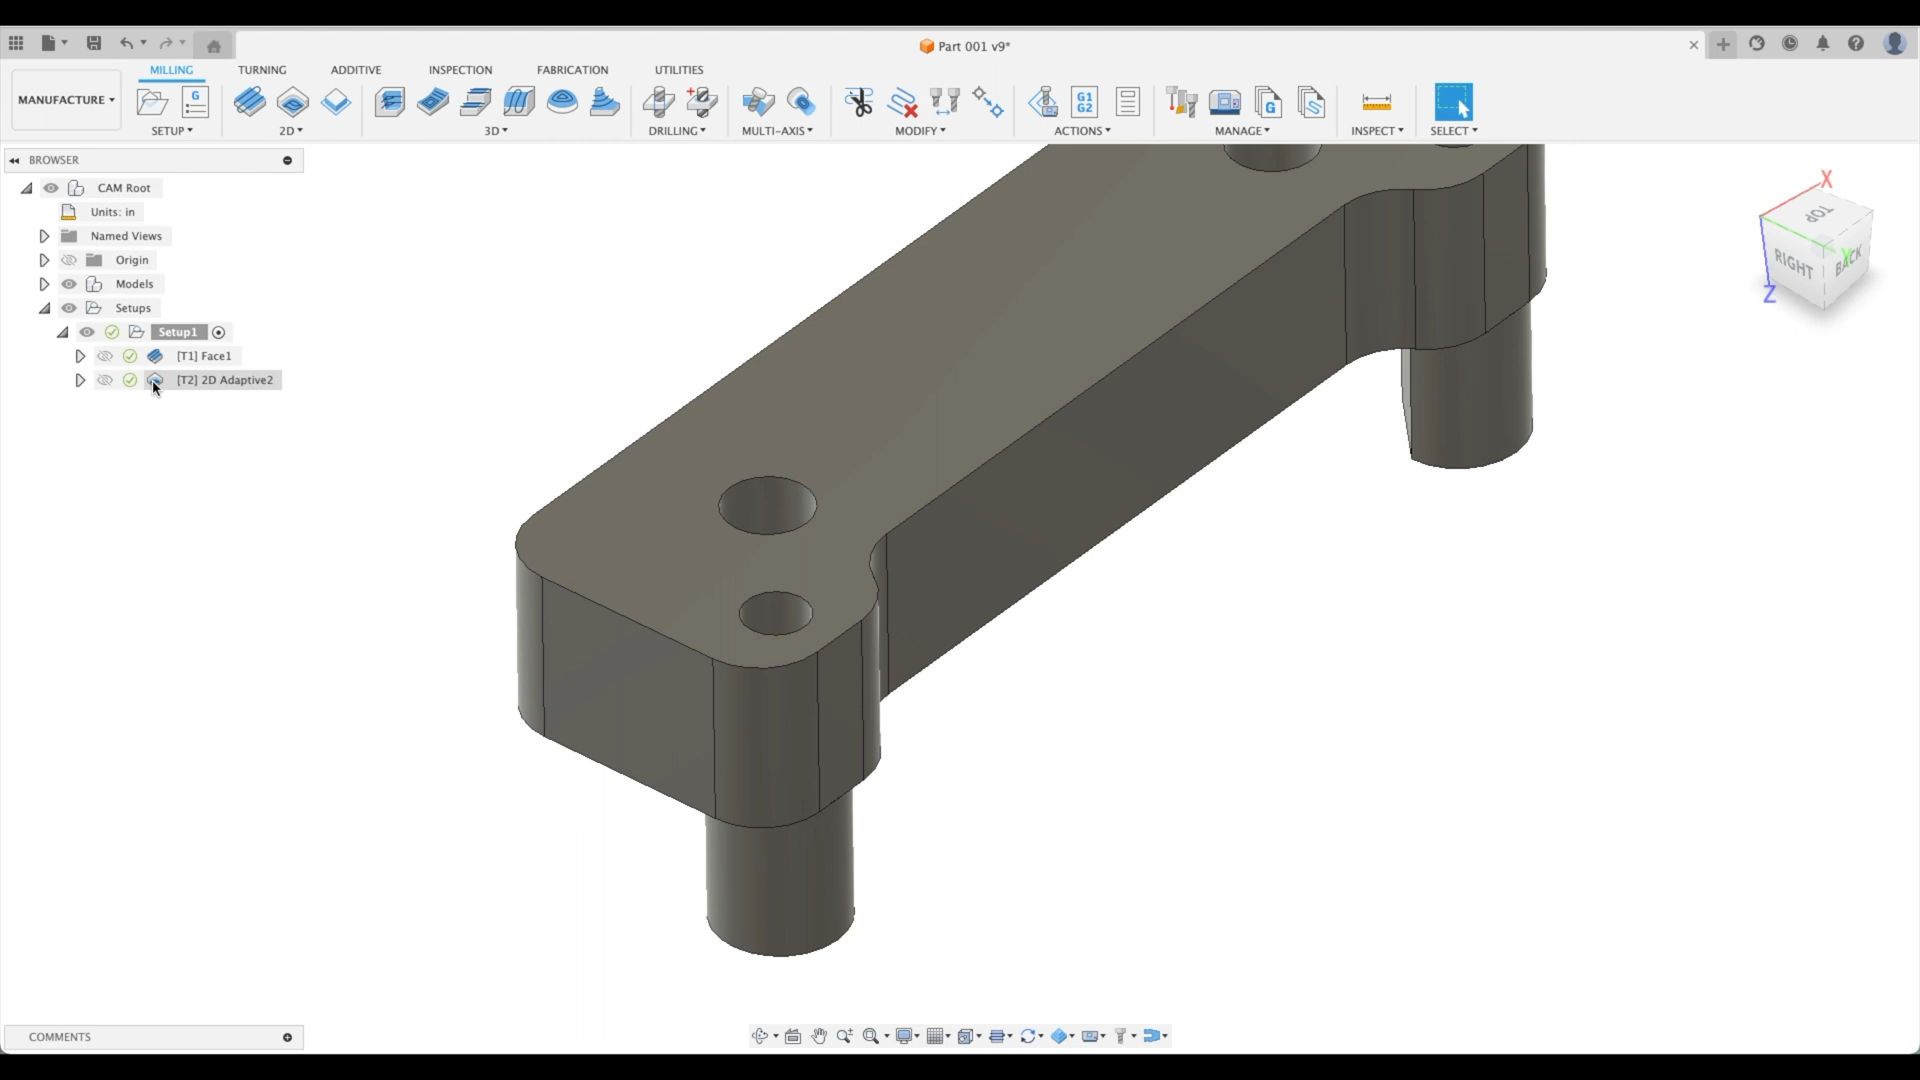 Part 001 v9*
MANUFACTURE
MILLING TURNING ADDITIVE INSPECTION FABRICATION UTILITIES
G G1 G2 G
SETUP 2D 3D DRILLING MULTI-AXIS MODIFY ACTIONS MANAGE INSPECT SELECT
BROWSER
CAM Root
Units: in
Named Views
Origin
Models
Setups
Setup1
[T1] Face1
[T2] 2D Adaptive2
X
TOP
RIGHT
BACK
Y
Z
COMMENTS